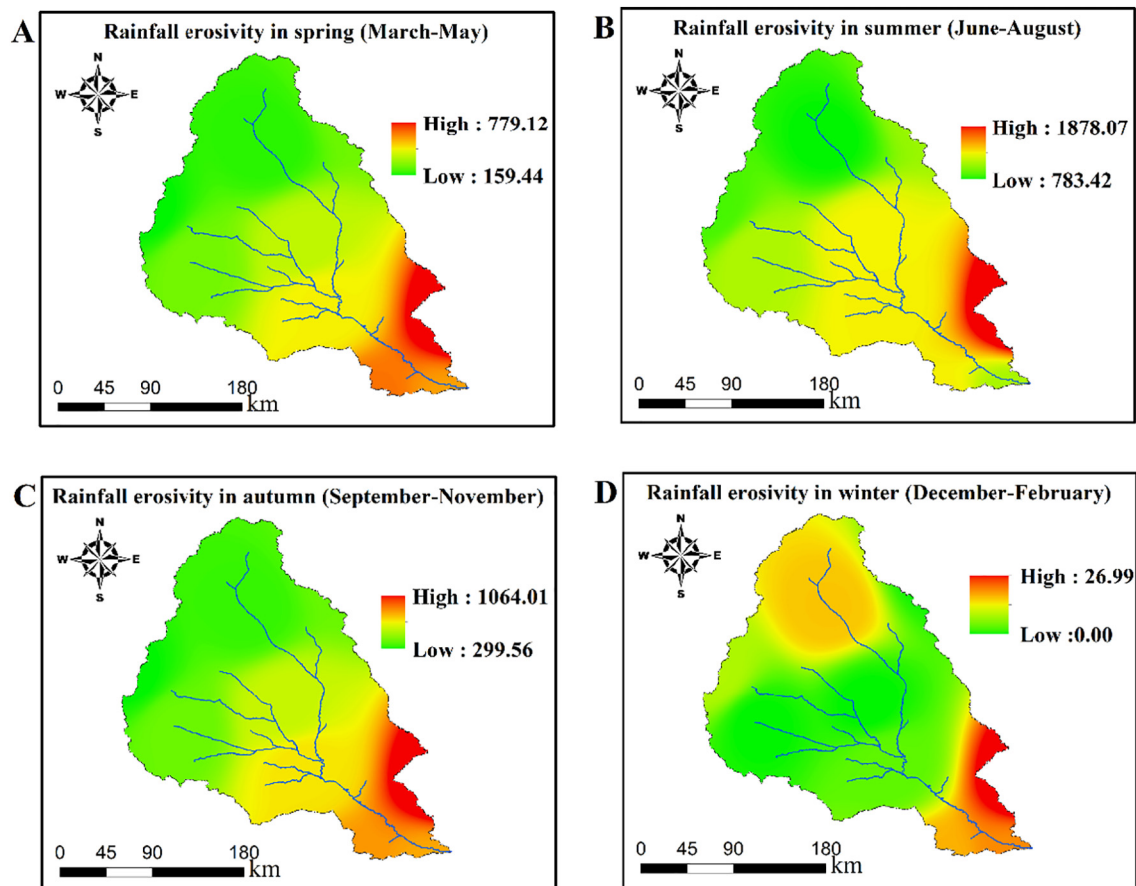 A
Rainfall erosivity in spring (March-May)
N
W E
S
High : 779.12
Low : 159.44
0 45 90 180
km
B
Rainfall erosivity in summer (June-August)
N
W E
S
High : 1878.07
Low : 783.42
0 45 90 180
km
C
Rainfall erosivity in autumn (September-November)
N
W E
S
High : 1064.01
Low : 299.56
0 45 90 180
km
D
Rainfall erosivity in winter (December-February)
N
W E
S
High : 26.99
Low :0.00
0 45 90 180
km